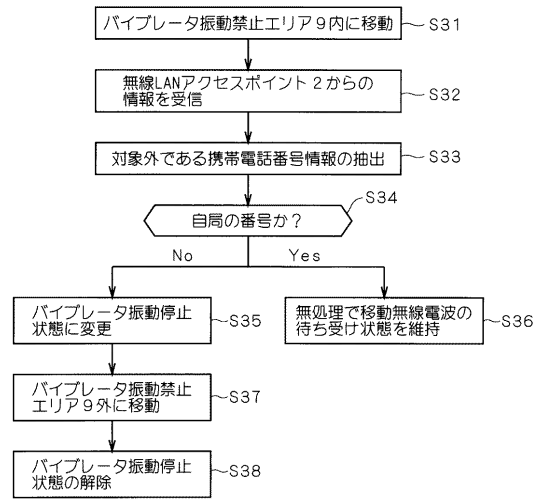 バイブレータ振動禁止エリア9内に移動 S31
無線LANアクセスポイント2からの
情報を受信
S32
対象外である携帯電話番号情報の抽出 S33
S34
自局の番号か？
No Yes
バイブレータ振動停止
状態に変更
S35
無処理で移動無線電波の
待ち受け状態を維持
S36
バイブレータ振動禁止
エリア9外に移動
S37
バイブレータ振動停止
状態の解除
S38